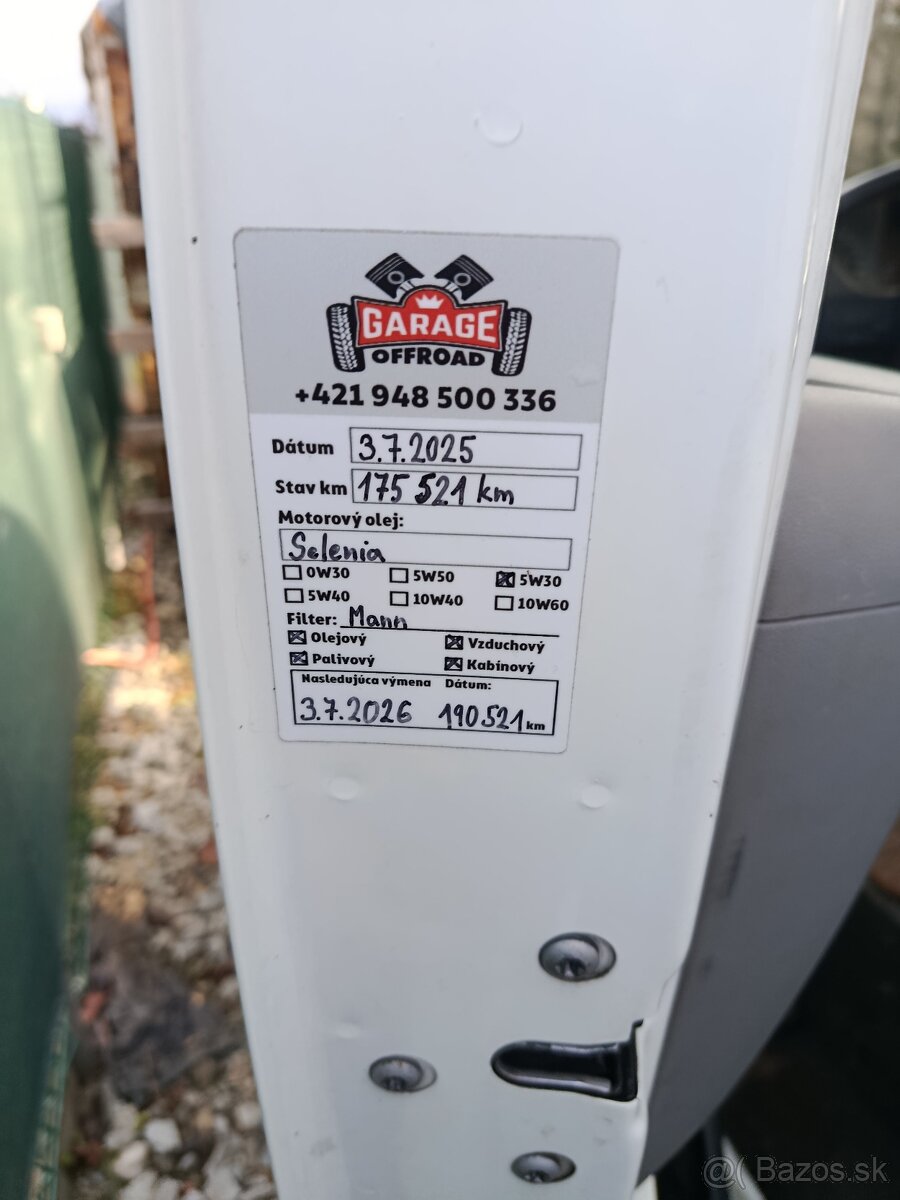 GARAGE
OFFROAD
+421 948 500 336
Dátum 3.7.2025
Stav km 175 521 km
Motorový olej:
Selenia
0W30 5W50 5W30
5W40 10W40 10W60
Filter: Mann
Olejový Vzduchový
Palivový Kabínový
Nasledujúca výmena Dátum:
3.7.2026 190521 km
@( Bazos.sk